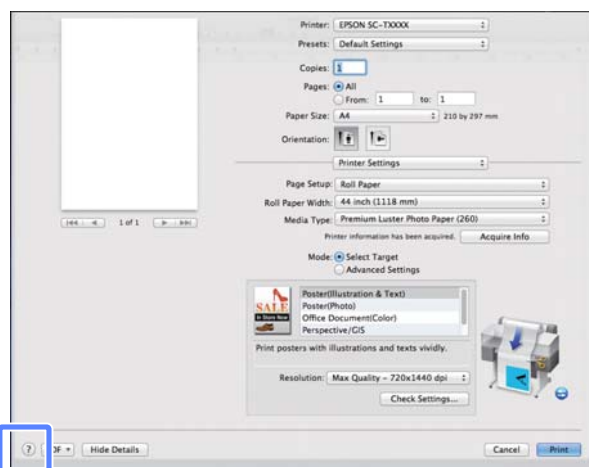 Printer: EPSON SC-TXXXX
Presets: Default Settings
Copies: 1
Pages: All
From: 1 to: 1
Paper Size: A4 210 by 297 mm
Orientation:
Printer Settings
Page Setup: Roll Paper
Roll Paper Width: 44 inch (1118 mm)
Media Type: Premium Luster Photo Paper (260)
Printer information has been acquired. Acquire Info
Mode: Select Target
Advanced Settings
1 of 1
SALE
In Store Now
Poster(Illustration & Text)
Poster(Photo)
Office Document(Color)
Perspective/GIS
Print posters with illustrations and texts vividly.
Resolution: Max Quality - 720x1440 dpi
Check Settings...
? DF Hide Details Cancel Print